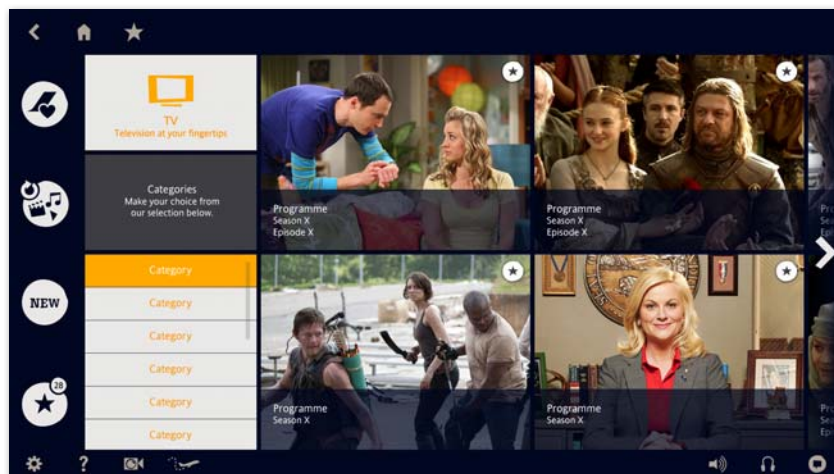 TV
Television at your fingertips
Categories
Make your choice from
our selection below.
Category
Category
Category
Category
Category
Category
NEW
28
Programme
Season X
Episode X
Programme
Season X
Episode X
Programme
Season X
Programme
Season X
?